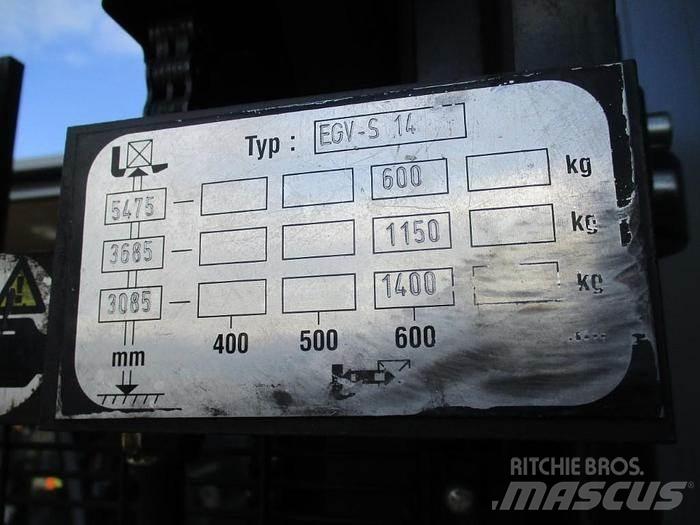 Typ : EGV-S 14
5475 600 kg
3685 1150 kg
3085 1400 kg
400 500 600
mm
RITCHIE BROS.
MASCUS